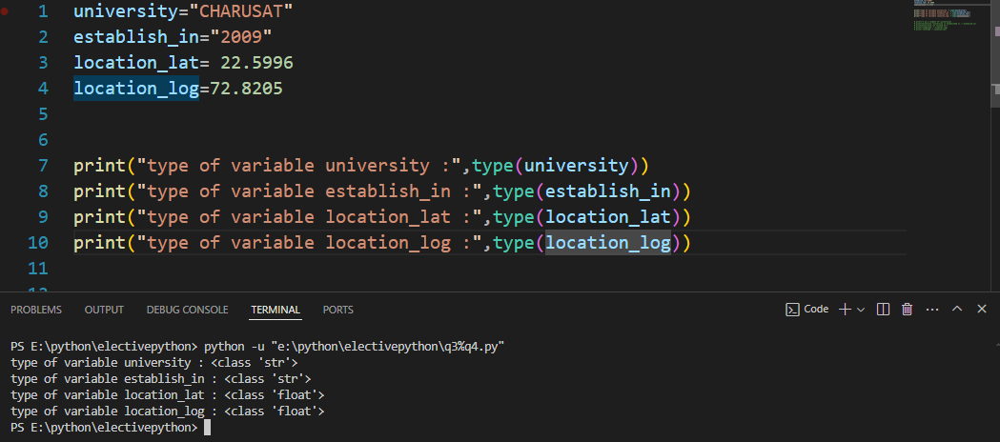 1 university="CHARUSAT"
2 establish_in="2009"
3 location_lat= 22.5996
4 location_log=72.8205
5
6
7 print("type of variable university :",type(university))
8 print("type of variable establish_in :",type(establish_in))
9 print("type of variable location_lat :",type(location_lat))
10 print("type of variable location_log :",type(location_log))
11
PROBLEMS OUTPUT DEBUG CONSOLE TERMINAL PORTS Code
PS E:\python\electivepython> python -u "e:\python\electivepython\q3%q4.py"
type of variable university : <class 'str'>
type of variable establish_in : <class 'str'>
type of variable location_lat : <class 'float'>
type of variable location_log : <class 'float'>
PS E:\python\electivepython>